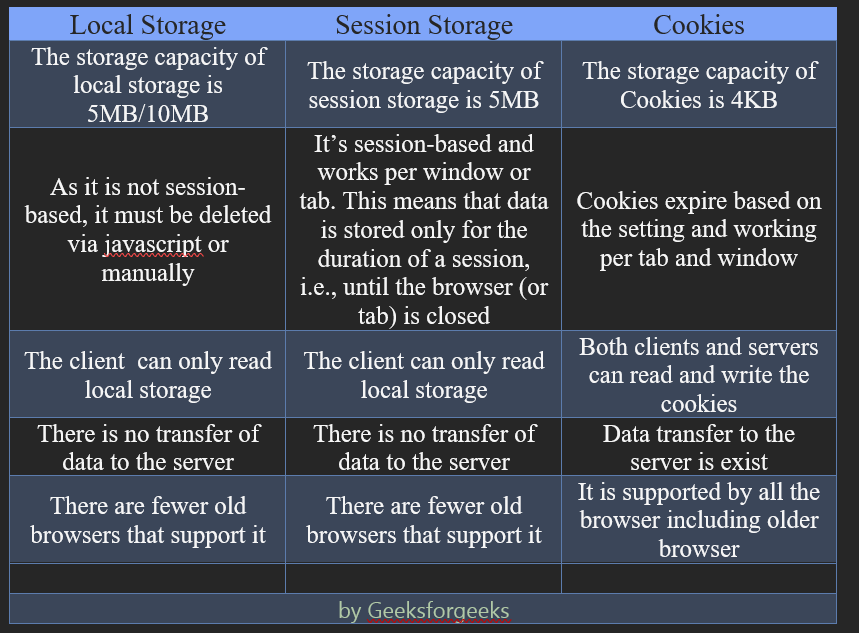 Local Storage
Session Storage
Cookies
The storage capacity of
local storage is
5MB/10MB
The storage capacity of
session storage is 5MB
The storage capacity of
Cookies is 4KB
As it is not session-
based, it must be deleted
via javascript or
manually
It’s session-based and
works per window or
tab. This means that data
is stored only for the
duration of a session,
i.e., until the browser (or
tab) is closed
Cookies expire based on
the setting and working
per tab and window
The client  can only read
local storage
The client can only read
local storage
Both clients and servers
can read and write the
cookies
There is no transfer of
data to the server
There is no transfer of
data to the server
Data transfer to the
server is exist
There are fewer old
browsers that support it
There are fewer old
browsers that support it
It is supported by all the
browser including older
browser
by Geeksforgeeks